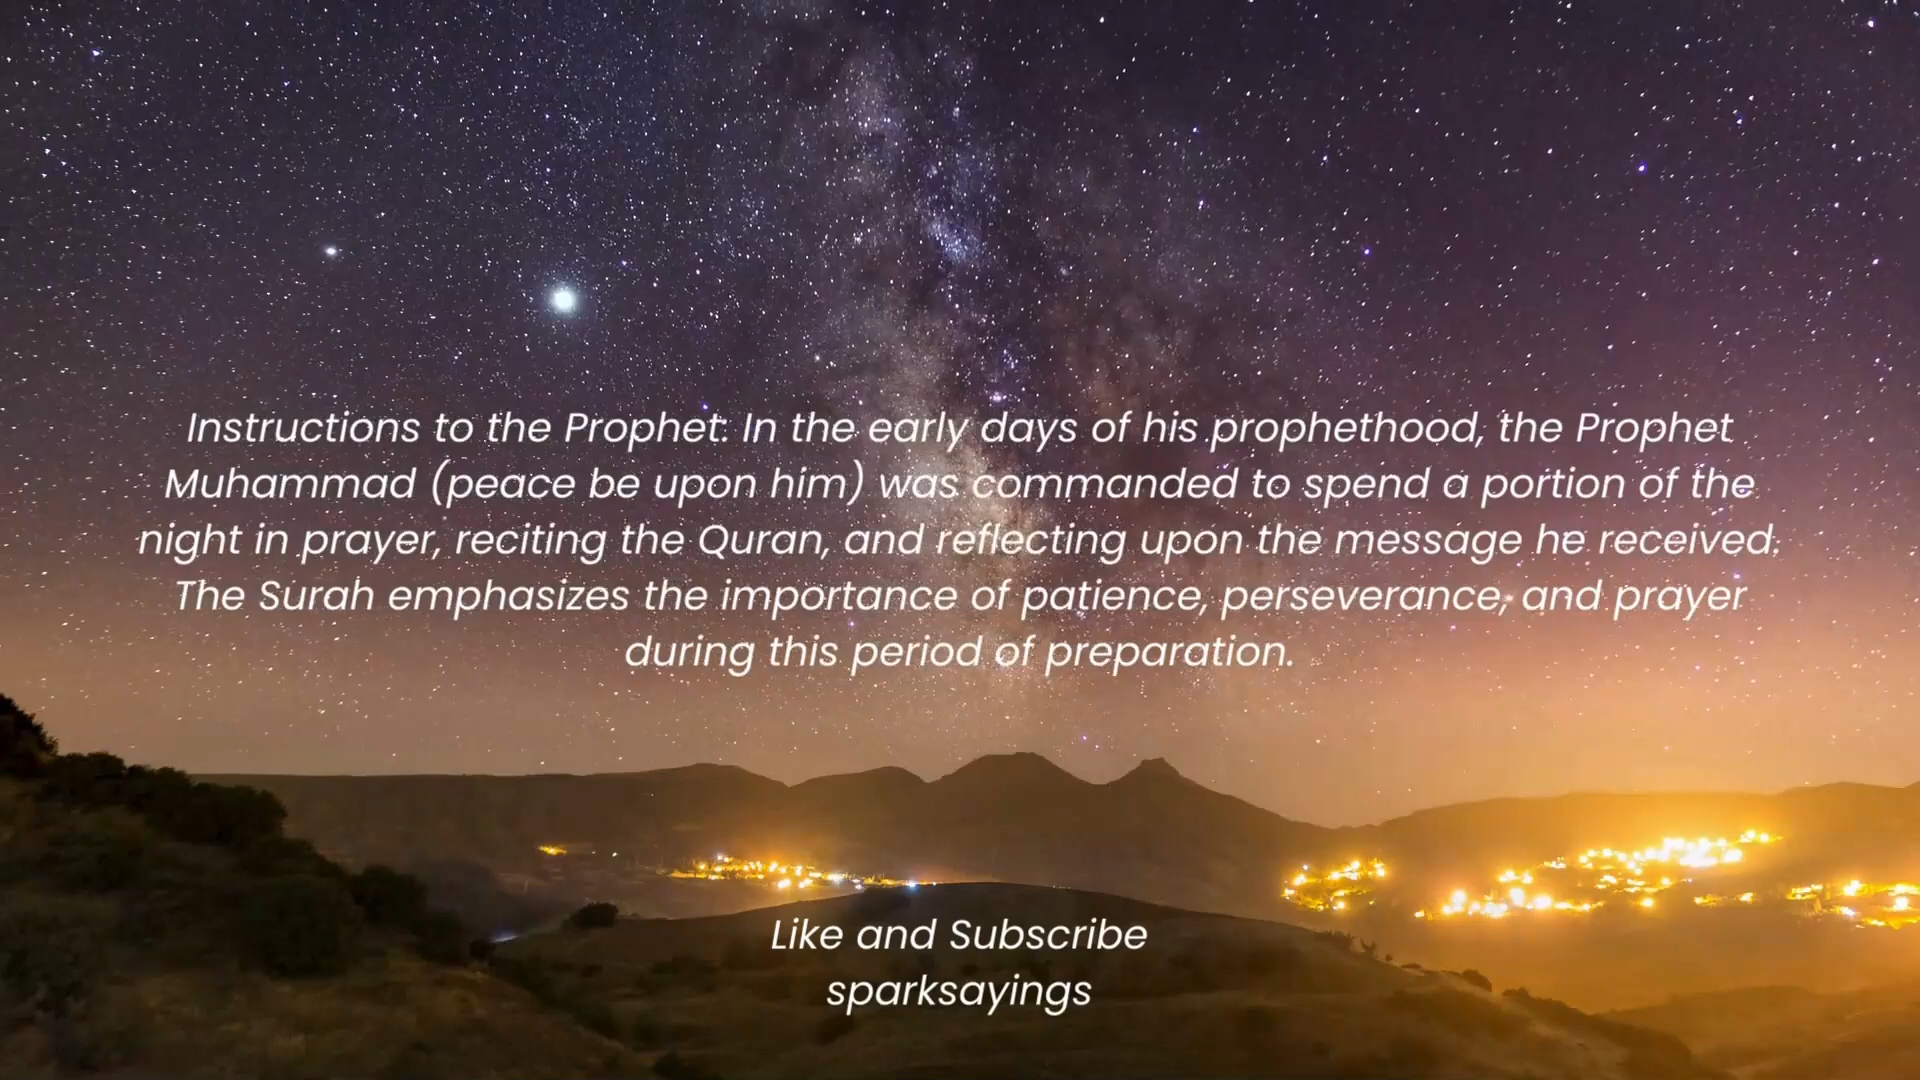 Instructions to the Prophet: In the early days of his prophethood, the Prophet
Muhammad (peace be upon him) was commanded to spend a portion of the
night in prayer, reciting the Quran, and reflecting upon the message he received.
The Surah emphasizes the importance of patience, perseverance, and prayer
during this period of preparation.
Like and Subscribe
sparksayings